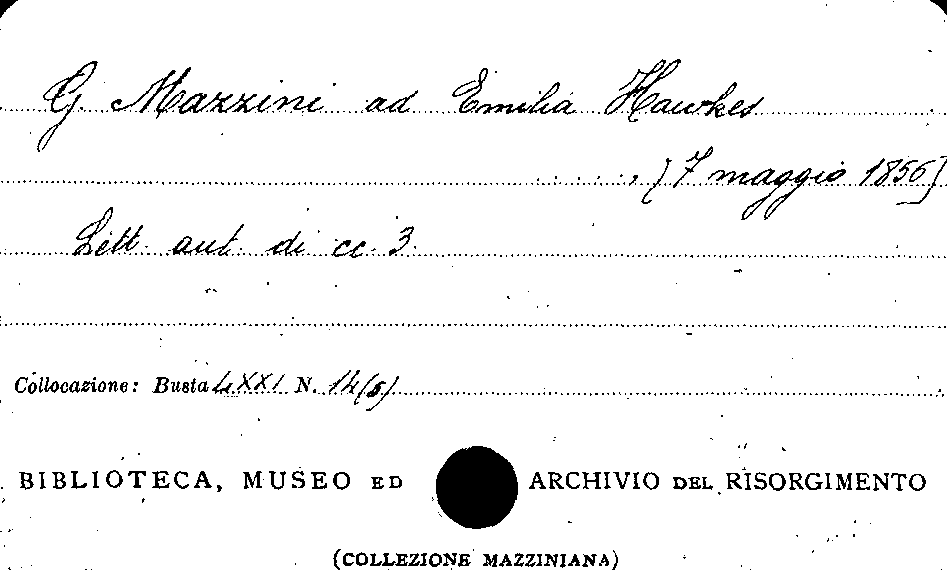 G. Mazzini ad Emilia Hawkes
......, [7 maggio 1856]
Lett. aut. di cc. 3.
Collocazione: Busta LXXI N. 14(5)
BIBLIOTECA, MUSEO ED ARCHIVIO DEL RISORGIMENTO
(COLLEZIONE MAZZINIANA)